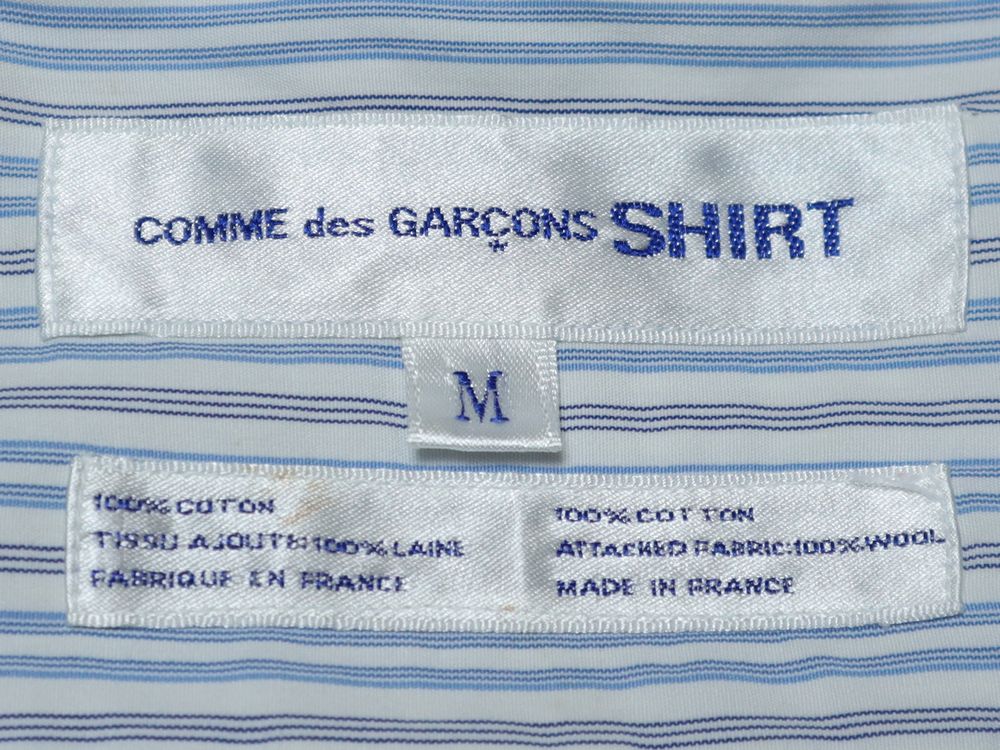 COMME des GARÇONS SHIRT
M
100% COTON
TISSU AJOUTÉ:100% LAINE
FABRIQUE EN FRANCE
100% COTTON
ATTACHED FABRIC:100% WOOL
MADE IN FRANCE